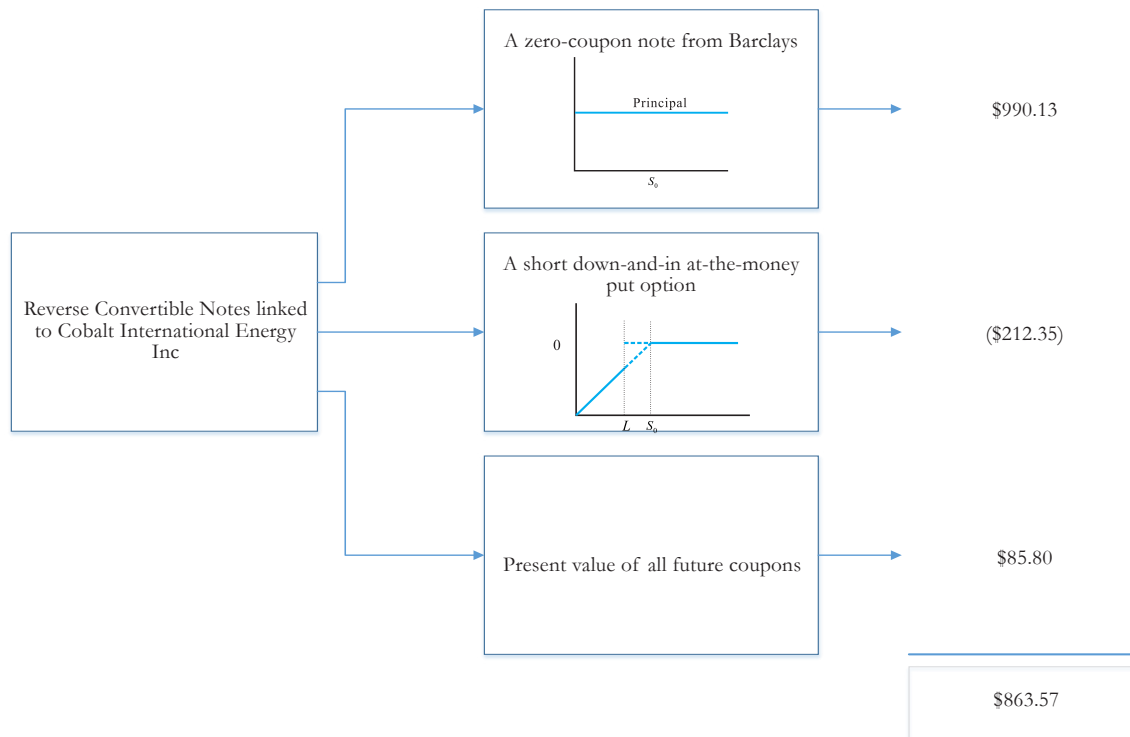 A zero-coupon note from Barclays
Principal
S₀
$990.13
Reverse Convertible Notes linked
to Cobalt International Energy
Inc
A short down-and-in at-the-money
put option
0
L S₀
($212.35)
Present value of all future coupons
$85.80
$863.57